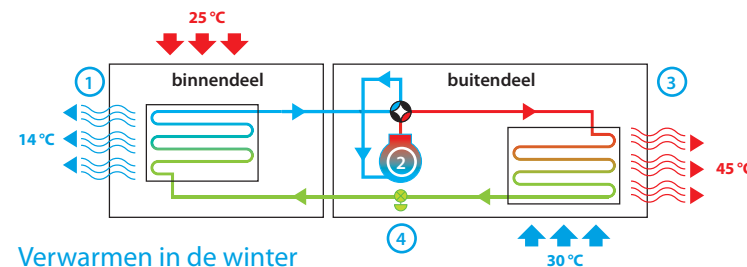 25 °C
1
binnendeel
buitendeel
3
14 °C
2
45 °C
4
Verwarmen in de winter
30 °C